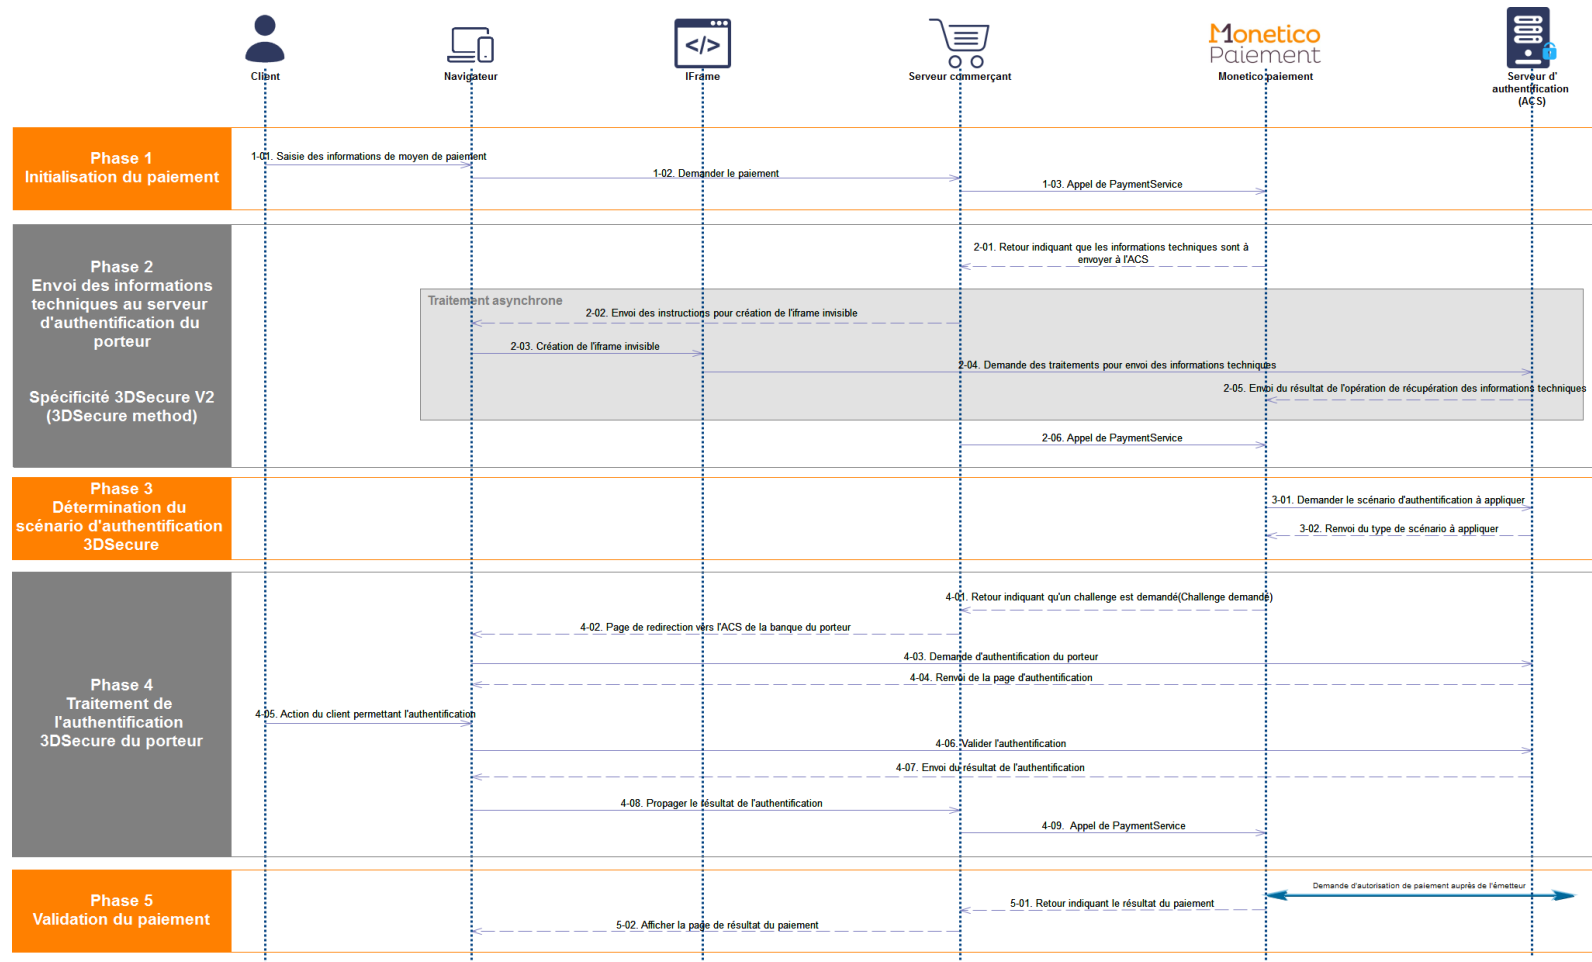 </>
Monetico
Paiement
Client
Navigateur
IFrame
Serveur commerçant
Monetico paiement
Serveur d'
authentification
(ACS)
Phase 1
Initialisation du paiement
1-01. Saisie des informations de moyen de paiement
1-02. Demander le paiement
1-03. Appel de PaymentService
Phase 2
Envoi des informations
techniques au serveur
d'authentification du
porteur
Spécificité 3DSecure V2
(3DSecure method)
2-01. Retour indiquant que les informations techniques sont à
envoyer à l'ACS
Traitement asynchrone
2-02. Envoi des instructions pour création de l'iframe invisible
2-03. Création de l'iframe invisible
2-04. Demande des traitements pour envoi des informations techniques
2-05. Envoi du résultat de l'opération de récupération des informations techniques
2-06. Appel de PaymentService
Phase 3
Détermination du
scénario d'authentification
3DSecure
3-01. Demander le scénario d'authentification à appliquer
3-02. Renvoi du type de scénario à appliquer
Phase 4
Traitement de
l'authentification
3DSecure du porteur
4-01. Retour indiquant qu'un challenge est demandé(Challenge demandé)
4-02. Page de redirection vers l'ACS de la banque du porteur
4-03. Demande d'authentification du porteur
4-04. Renvoi de la page d'authentification
4-05. Action du client permettant l'authentification
4-06. Valider l'authentification
4-07. Envoi du résultat de l'authentification
4-08. Propager le résultat de l'authentification
4-09. Appel de PaymentService
Phase 5
Validation du paiement
Demande d'autorisation de paiement auprès de l'émetteur
5-01. Retour indiquant le résultat du paiement
5-02. Afficher la page de résultat du paiement